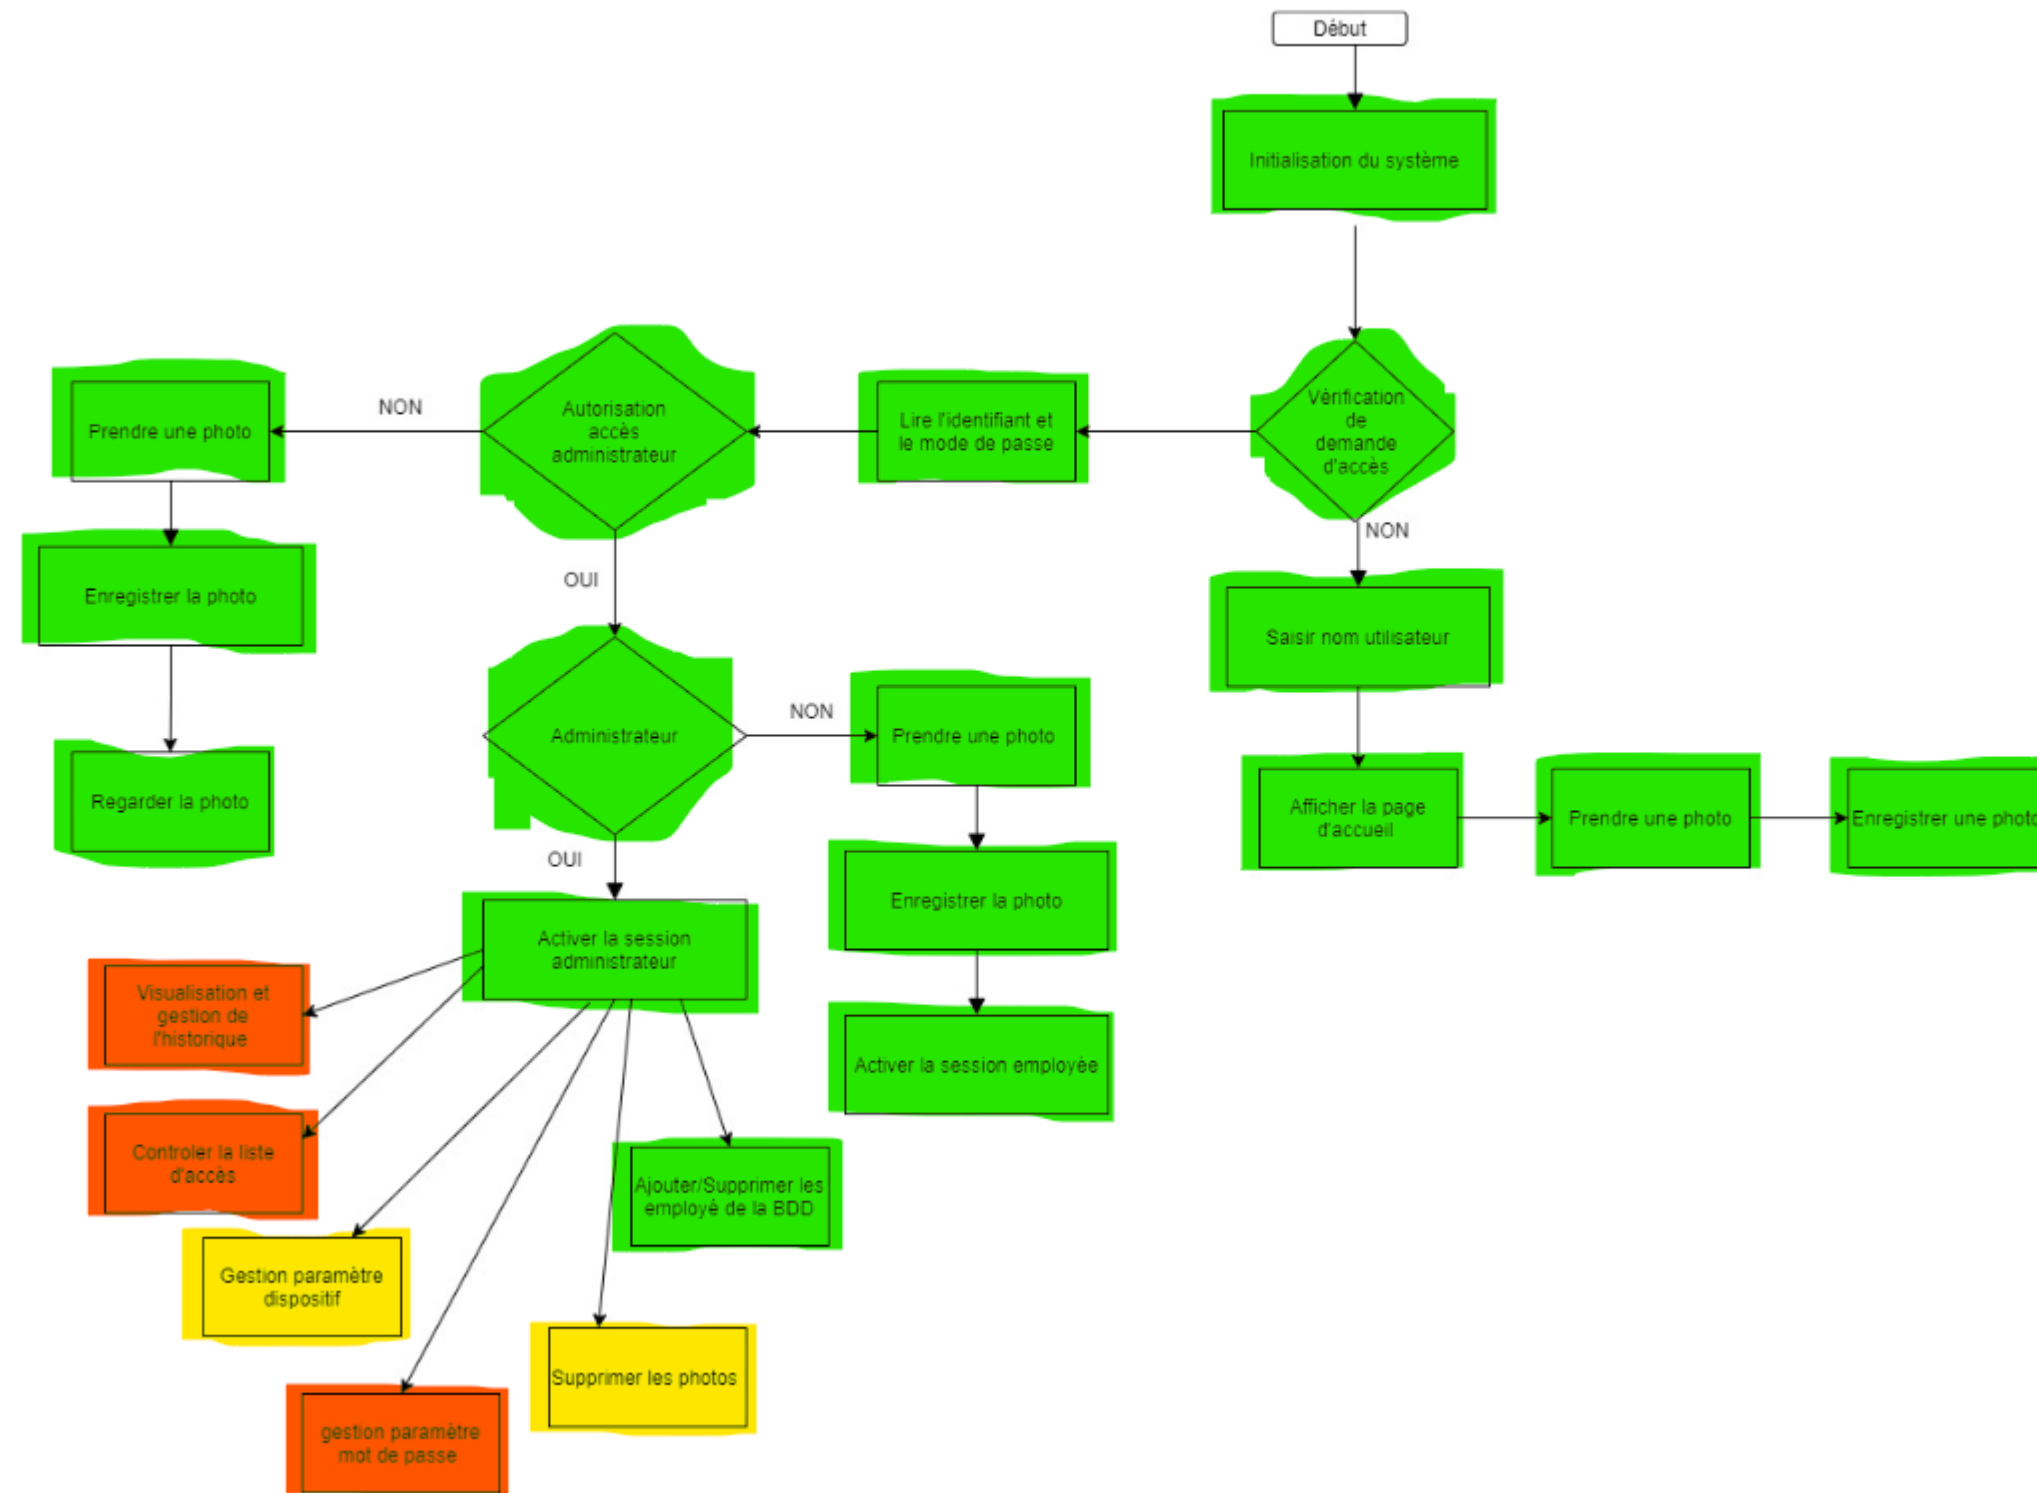 Début
Initialisation du système
Vérification
de
demande
d'accès
Lire l'identifiant et
le mode de passe
Autorisation
accès
administrateur
NON
Prendre une photo
Enregistrer la photo
Regarder la photo
OUI
Administrateur
NON
Prendre une photo
Enregistrer la photo
Activer la session employée
OUI
Activer la session
administrateur
Visualisation et
gestion de
l'historique
Controler la liste
d'accès
Gestion paramètre
dispositif
gestion paramètre
mot de passe
Supprimer les photos
Ajouter/Supprimer les
employé de la BDD
NON
Saisir nom utilisateur
Afficher la page
d'accueil
Prendre une photo
Enregistrer une photo